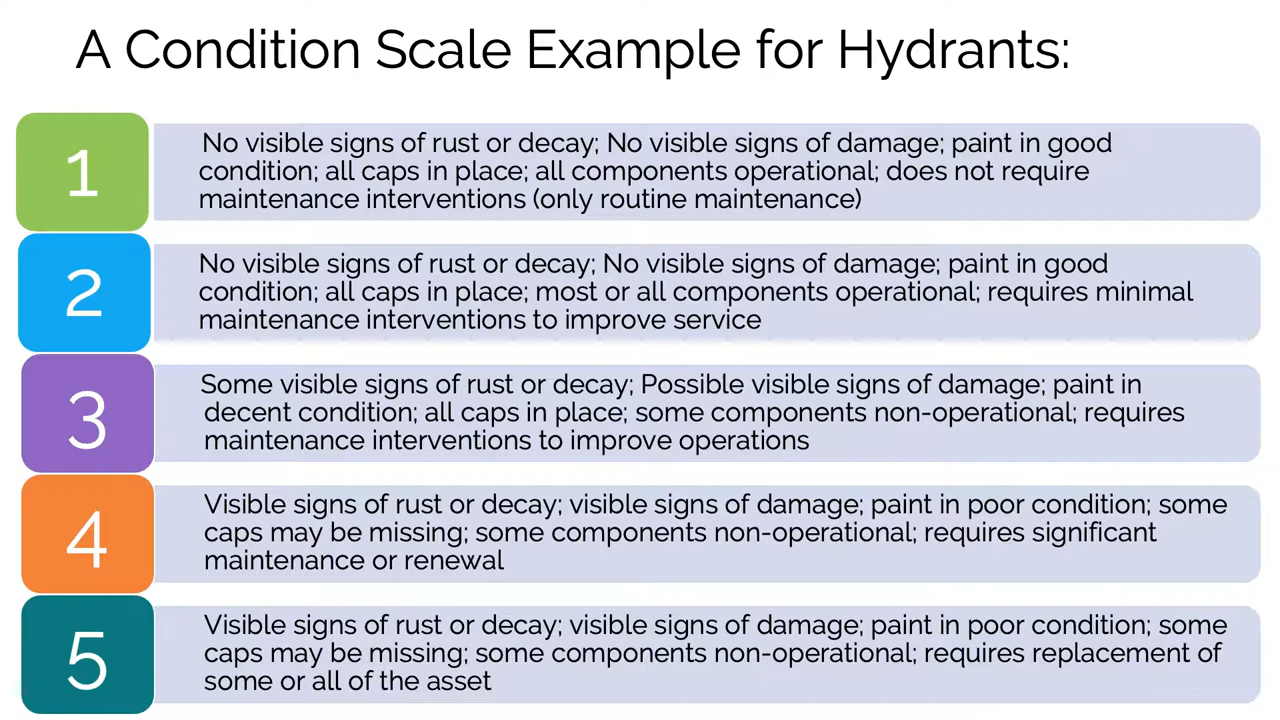 A Condition Scale Example for Hydrants:
1
No visible signs of rust or decay; No visible signs of damage; paint in good
condition; all caps in place; all components operational; does not require
maintenance interventions (only routine maintenance)
2
No visible signs of rust or decay; No visible signs of damage; paint in good
condition; all caps in place; most or all components operational; requires minimal
maintenance interventions to improve service
3
Some visible signs of rust or decay; Possible visible signs of damage; paint in
decent condition; all caps in place; some components non-operational; requires
maintenance interventions to improve operations
4
Visible signs of rust or decay; visible signs of damage; paint in poor condition; some
caps may be missing; some components non-operational; requires significant
maintenance or renewal
5
Visible signs of rust or decay; visible signs of damage; paint in poor condition; some
caps may be missing; some components non-operational; requires replacement of
some or all of the asset